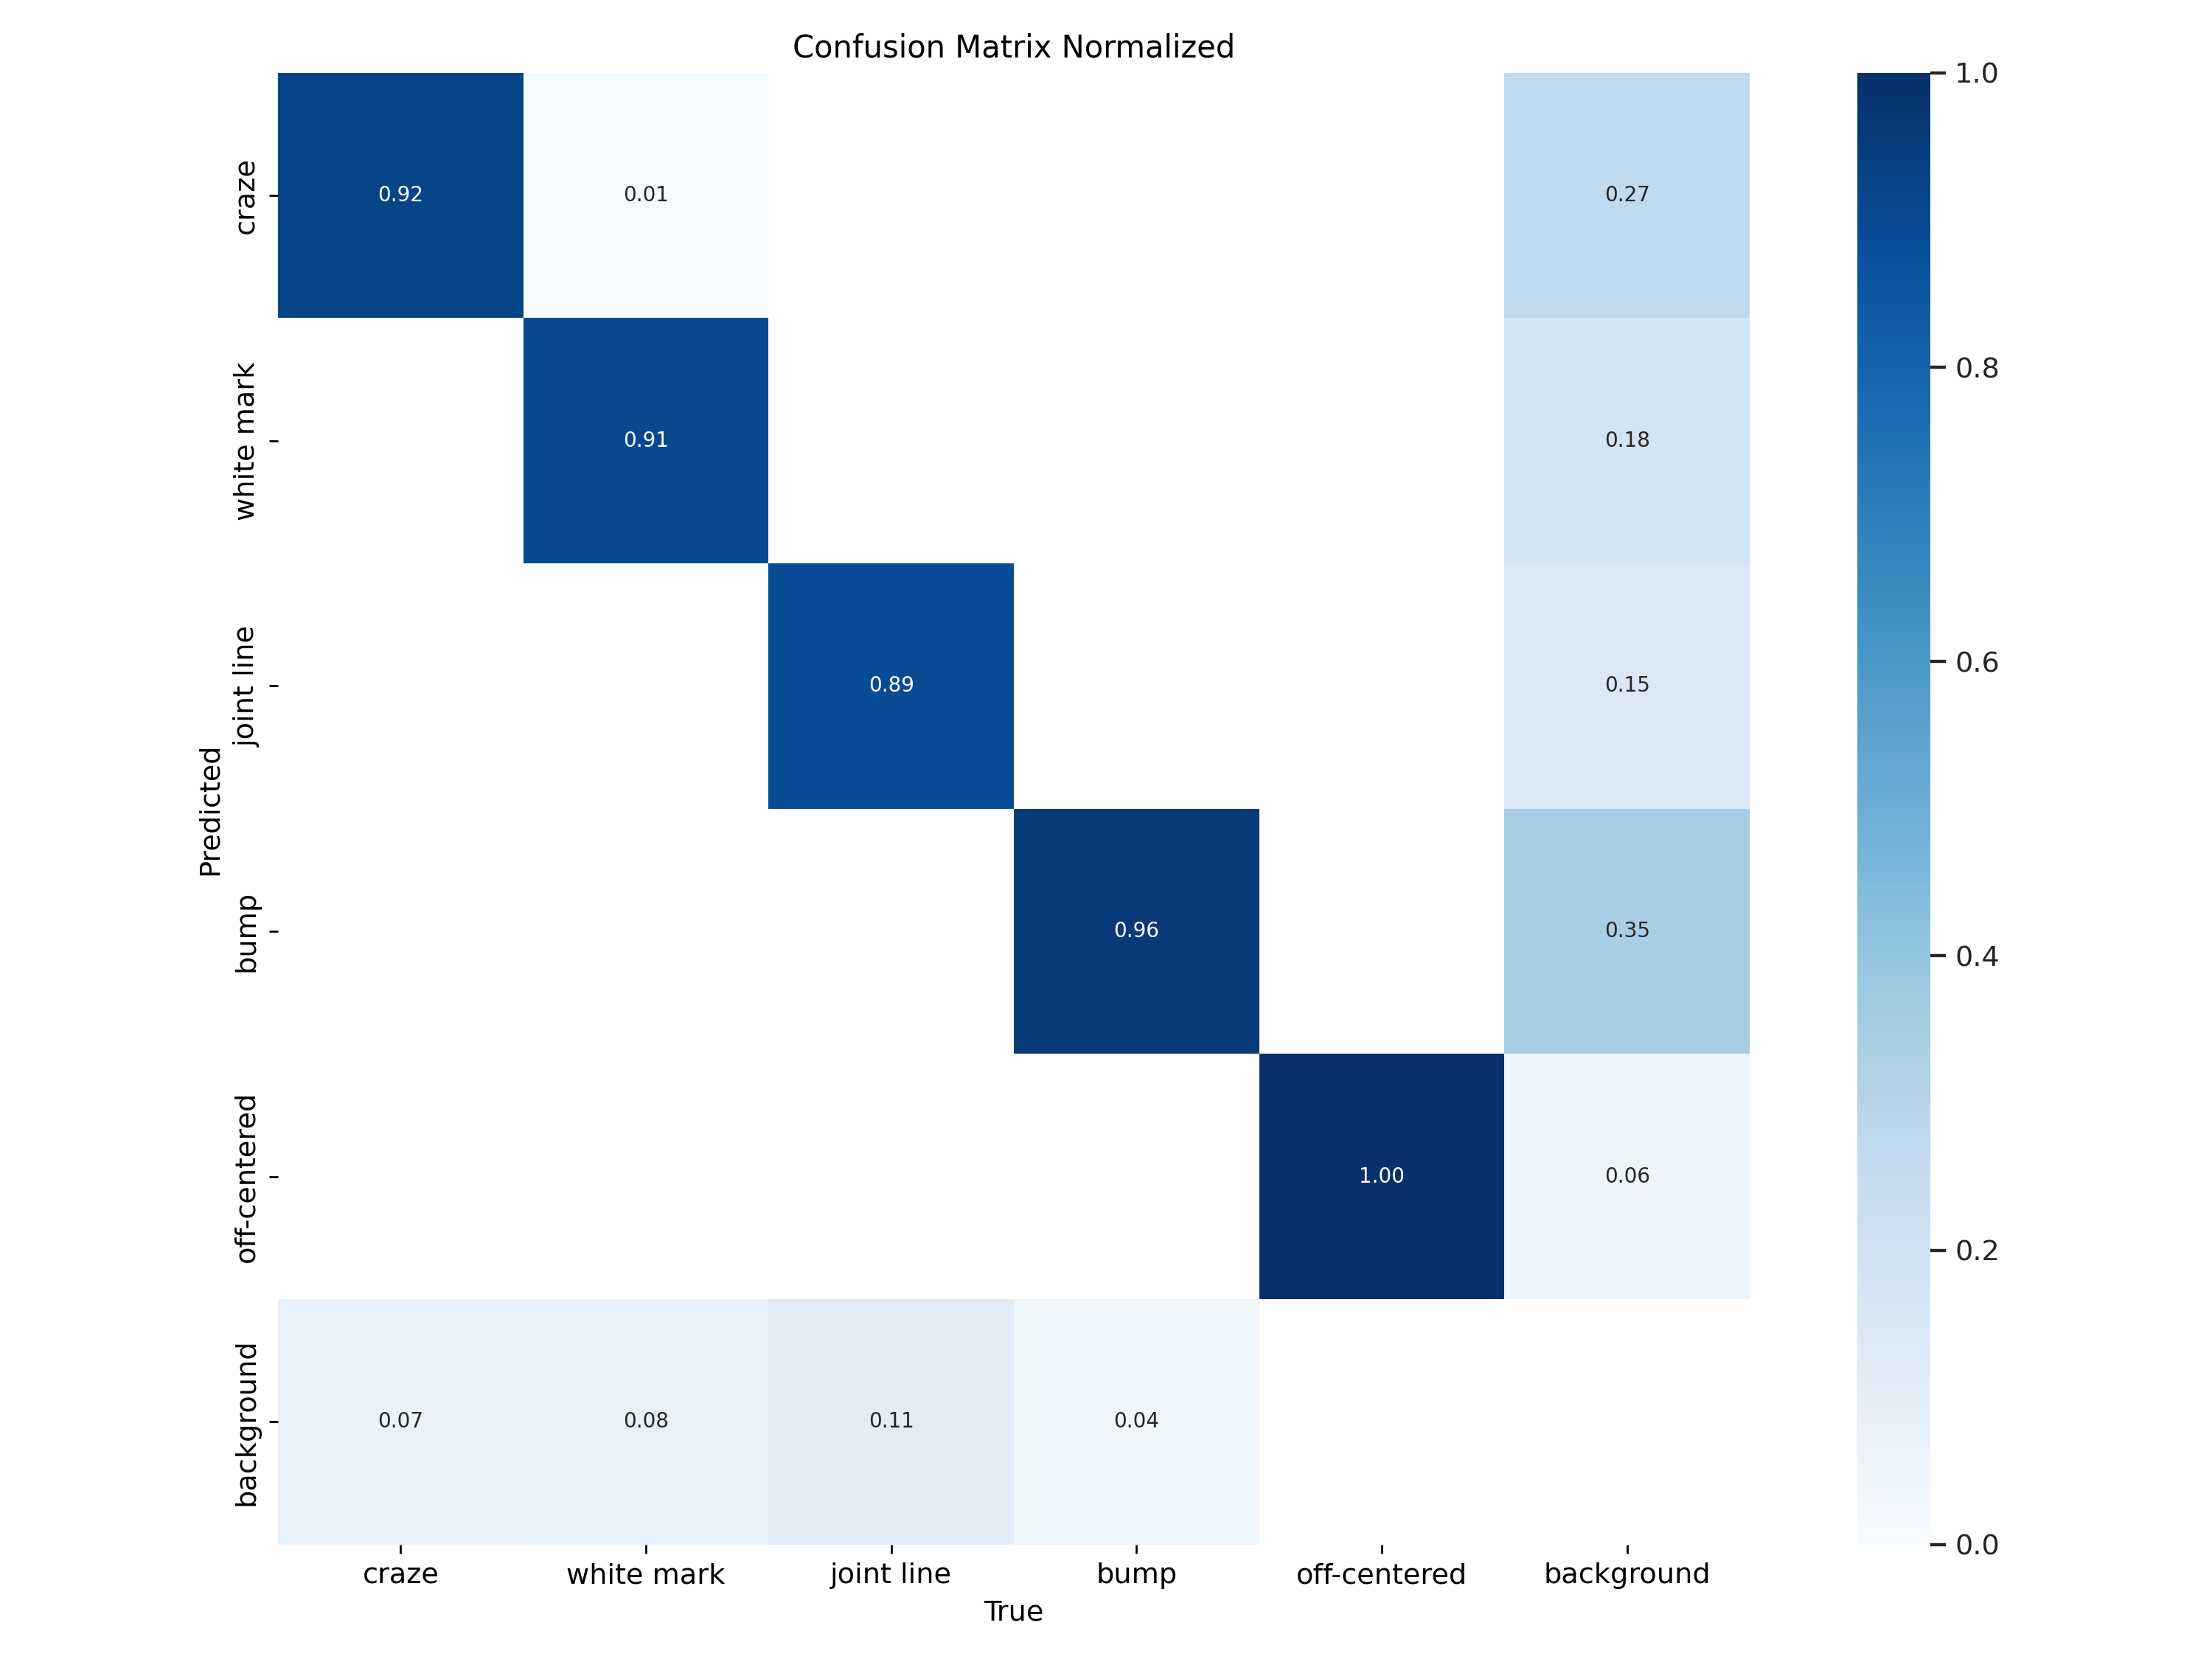 Confusion Matrix Normalized
craze
0.92
0.01
0.27
white mark
0.91
0.18
joint line
0.89
0.15
Predicted
bump
0.96
0.35
off-centered
1.00
0.06
background
0.07
0.08
0.11
0.04
craze
white mark
joint line
bump
off-centered
background
True
1.0
0.8
0.6
0.4
0.2
0.0